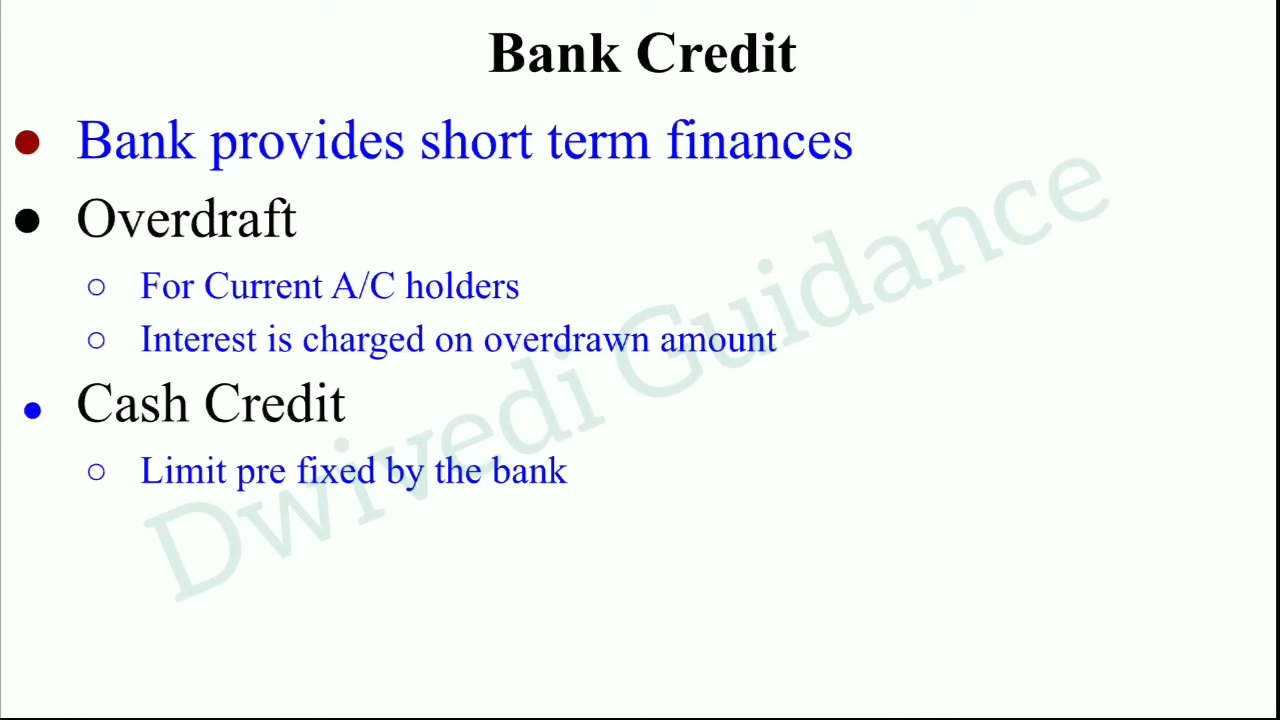 Bank Credit
● Bank provides short term finances
● Overdraft
○ For Current A/C holders
○ Interest is charged on overdrawn amount
● Cash Credit
○ Limit pre fixed by the bank
Dwivedi Guidance